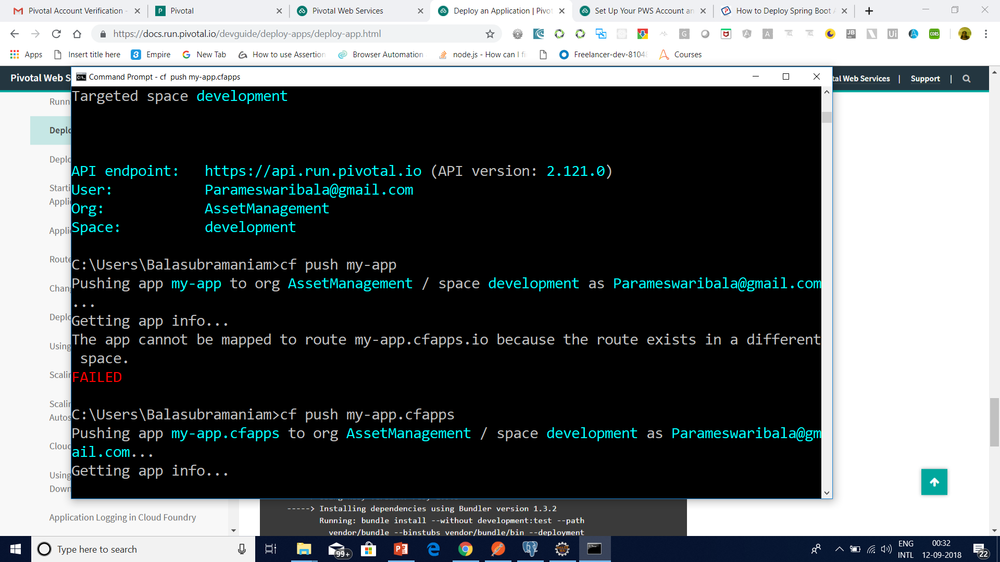 Pivotal Account Verification -
Pivotal
Pivotal Web Services
Deploy an Application | Pivot
Set Up Your PWS Account an
How to Deploy Spring Boot A
https://docs.run.pivotal.io/devguide/deploy-apps/deploy-app.html
Apps
Insert title here
Empire
New Tab
How to use Assertion
Browser Automation
node.js - How can I fi
Freelancer-dev-81048
Courses
Pivotal Web S
Command Prompt - cf  push my-app.cfapps
tal Web Services | Support |
Runn
Deplo
Deplo
Starti
Appli
Appli
Route
Chang
Deplo
Using
Scalin
Scalin
Autos
Cloud
Using
Down
Application Logging in Cloud Foundry
Targeted space development
API endpoint:   https://api.run.pivotal.io (API version: 2.121.0)
User:           Parameswaribala@gmail.com
Org:            AssetManagement
Space:          development
C:\Users\Balasubramaniam>cf push my-app
Pushing app my-app to org AssetManagement / space development as Parameswaribala@gmail.com
...
Getting app info...
The app cannot be mapped to route my-app.cfapps.io because the route exists in a different
 space.
FAILED
C:\Users\Balasubramaniam>cf push my-app.cfapps
Pushing app my-app.cfapps to org AssetManagement / space development as Parameswaribala@gm
ail.com...
Getting app info...
-----> Installing dependencies using Bundler version 1.3.2
Running: bundle install --without development:test --path
vendor/bundle --binstubs vendor/bundle/bin --deployment
Type here to search
99+
ENG
INTL
00:32
12-09-2018
22